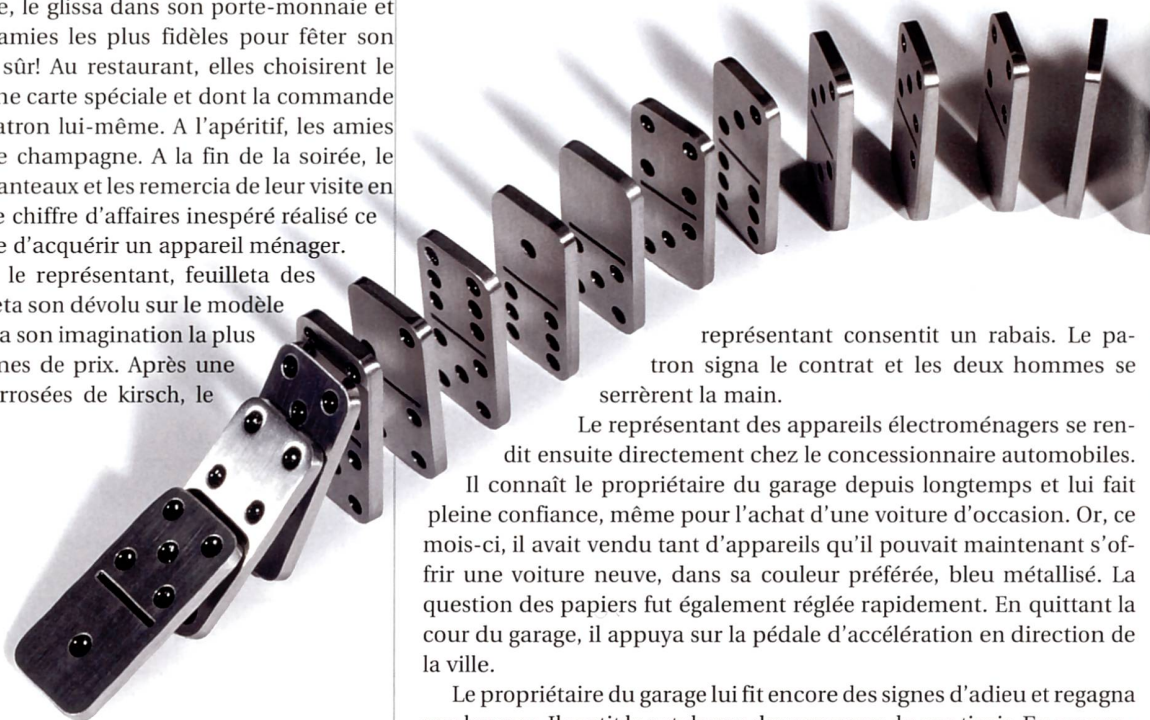 e, le glissa dans son porte-monnaie et
amies les plus fidèles pour fêter son
sûr! Au restaurant, elles choisirent le
ne carte spéciale et dont la commande
atron lui-même. A l'apéritif, les amies
e champagne. A la fin de la soirée, le
anteaux et les remercia de leur visite en
e chiffre d'affaires inespéré réalisé ce
e d'acquérir un appareil ménager.
le représentant, feuilleta des
eta son dévolu sur le modèle
a son imagination la plus
nes de prix. Après une
rrosées de kirsch, le
représentant consentit un rabais. Le pa-
tron signa le contrat et les deux hommes se
serrèrent la main.
Le représentant des appareils électroménagers se ren-
dit ensuite directement chez le concessionnaire automobiles.
Il connaît le propriétaire du garage depuis longtemps et lui fait
pleine confiance, même pour l'achat d'une voiture d'occasion. Or, ce
mois-ci, il avait vendu tant d'appareils qu'il pouvait maintenant s'of-
frir une voiture neuve, dans sa couleur préférée, bleu métallisé. La
question des papiers fut également réglée rapidement. En quittant la
cour du garage, il appuya sur la pédale d'accélération en direction de
la ville.
Le propriétaire du garage lui fit encore des signes d'adieu et regagna